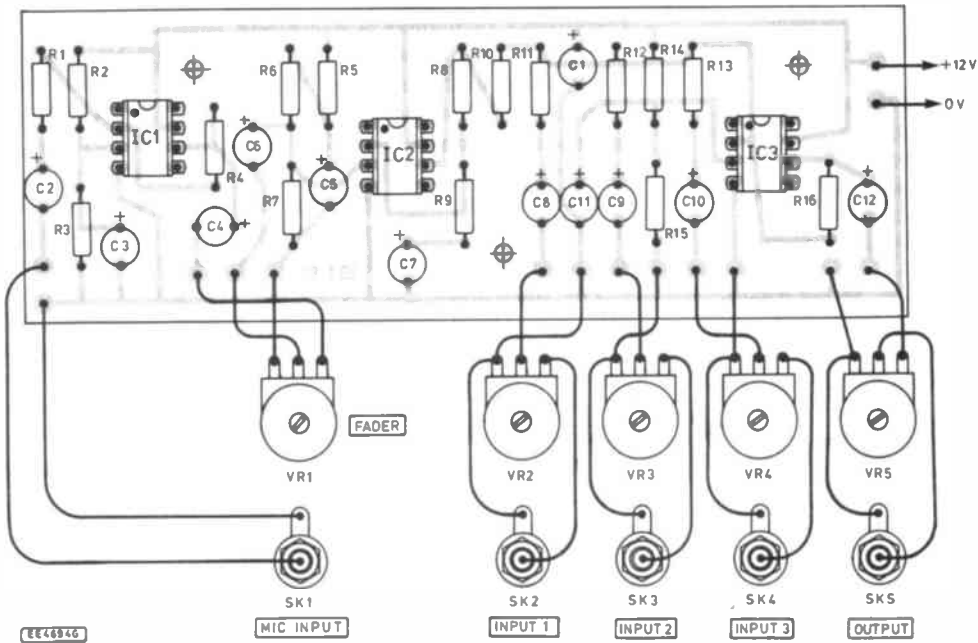 R1
R2
R6
R5
R8
R10
R11
C1
R12
R14
R13
+12V
0V
IC1
IC2
IC3
C2
R3
C3
R4
C6
C4
R7
C5
R9
C7
C8
C11
C9
R15
C10
R16
C12
FADER
VR1
VR2
VR3
VR4
VR5
SK1
SK2
SK3
SK4
SK5
MIC INPUT
INPUT 1
INPUT 2
INPUT 3
OUTPUT
EE4694G